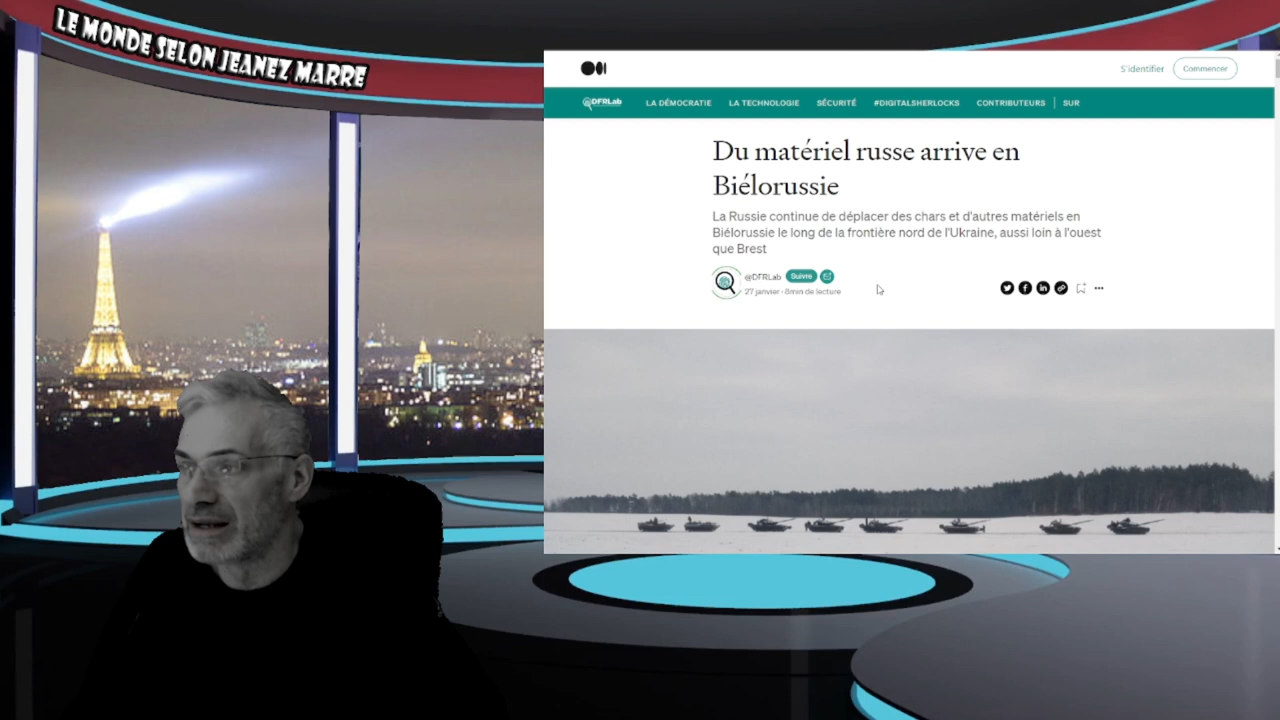 LE MONDE SELON JEANEZ MARRE
S'identifier
Commencer
DFRLab
LA DÉMOCRATIE
LA TECHNOLOGIE
SÉCURITÉ
#DIGITALSHERLOCKS
CONTRIBUTEURS
SUR
Du matériel russe arrive en
Biélorussie
La Russie continue de déplacer des chars et d'autres matériels en
Biélorussie le long de la frontière nord de l'Ukraine, aussi loin à l'ouest
que Brest
@DFRLab Suivre
27 janvier · 8min de lecture